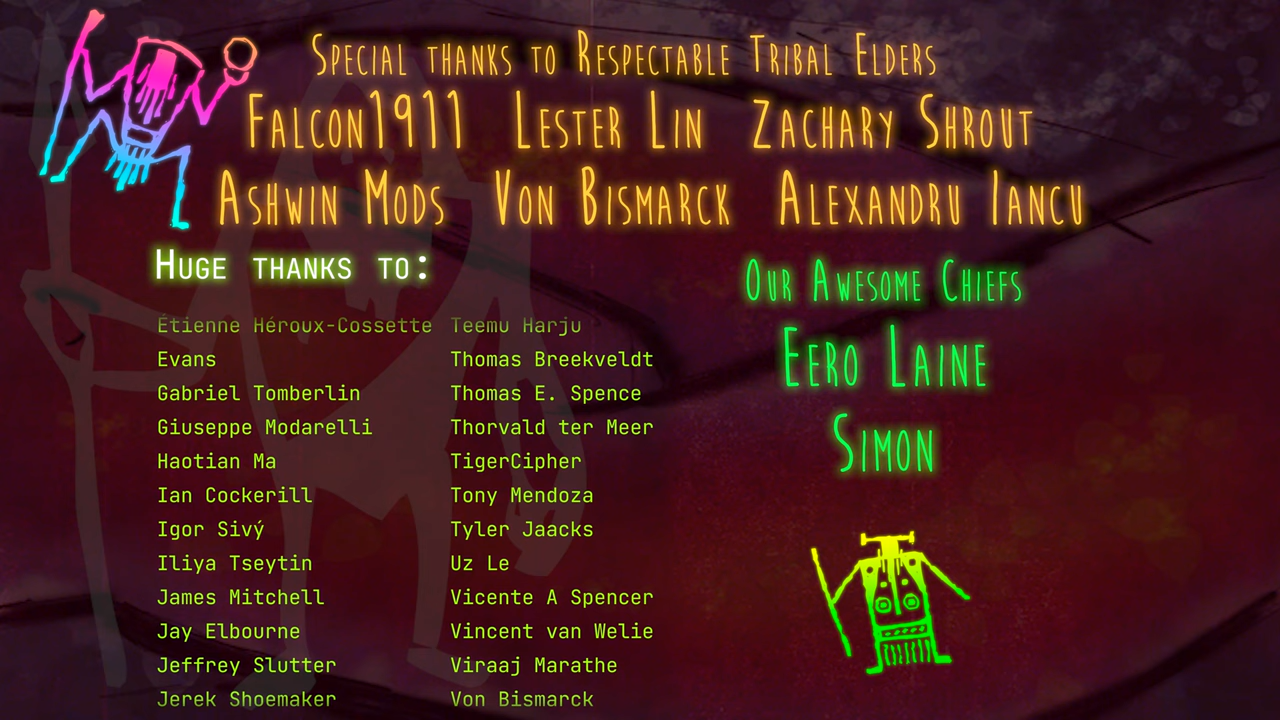 Special thanks to Respectable Tribal Elders
Falcon1911 Lester Lin Zachary Shrout
Ashwin Mods Von Bismarck Alexandru Iancu
Huge thanks to:
Étienne Héroux-Cossette
Evans
Gabriel Tomberlin
Giuseppe Modarelli
Haotian Ma
Ian Cockerill
Igor Sivý
Iliya Tseytin
James Mitchell
Jay Elbourne
Jeffrey Slutter
Jerek Shoemaker
Teemu Harju
Thomas Breekveldt
Thomas E. Spence
Thorvald ter Meer
TigerCipher
Tony Mendoza
Tyler Jaacks
Uz Le
Vicente A Spencer
Vincent van Welie
Viraaj Marathe
Von Bismarck
Our Awesome Chiefs
Eero Laine
Simon